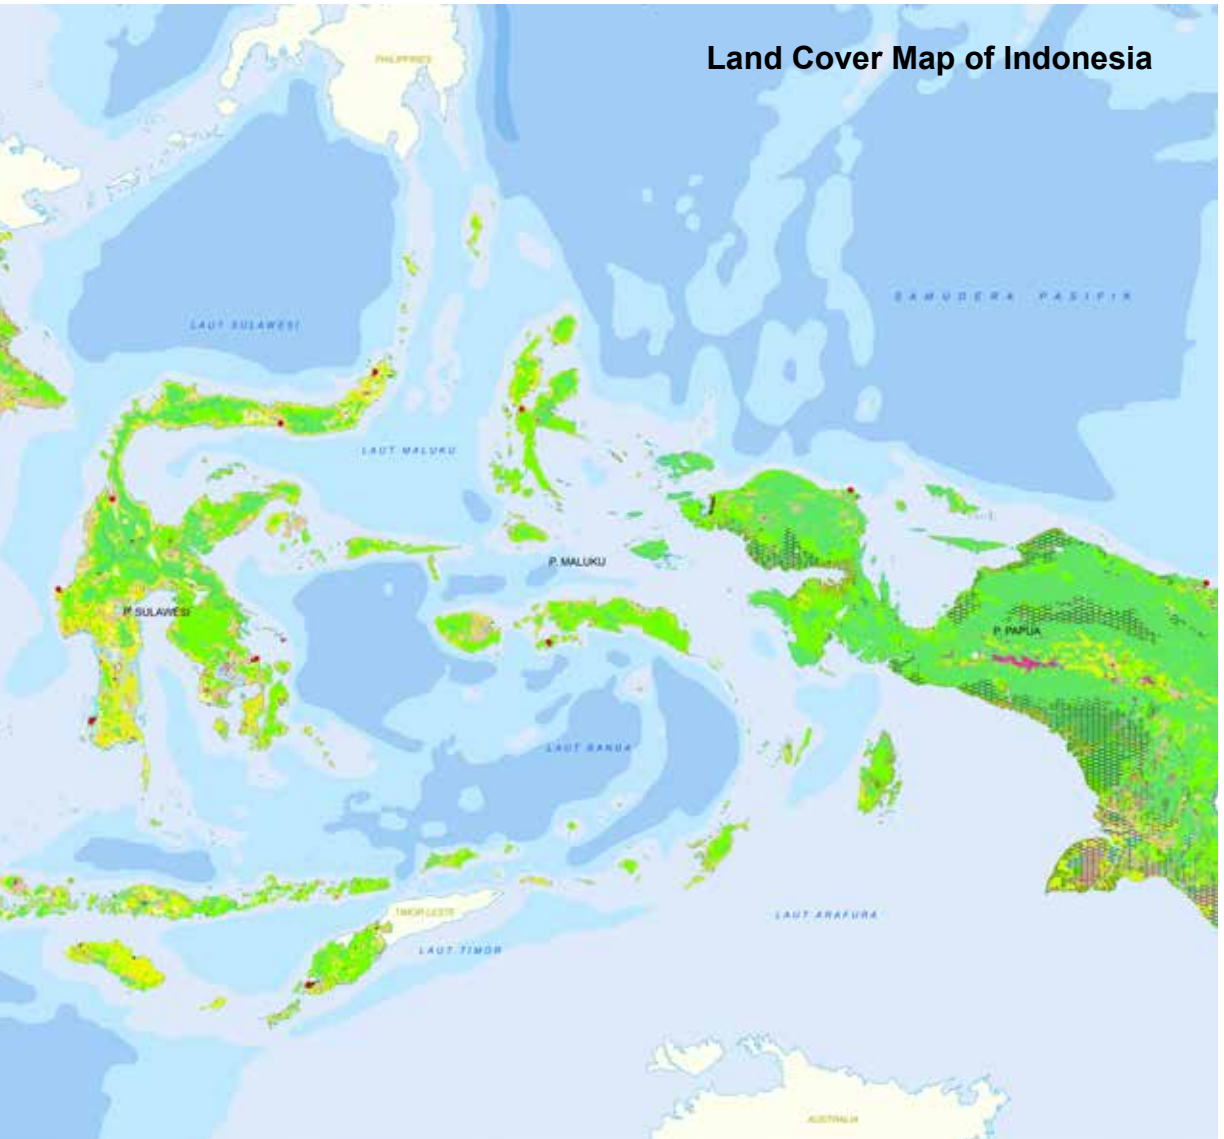 Land Cover Map of Indonesia
PHILIPPINES
SAMUDERA PASIFIK
LAUT SULAWESI
LAUT MALUKU
P. MALUKU
P. SULAWESI
P. PAPUA
LAUT BANDA
TIMOR LESTE
LAUT ARAFURA
LAUT TIMOR
AUSTRALIA